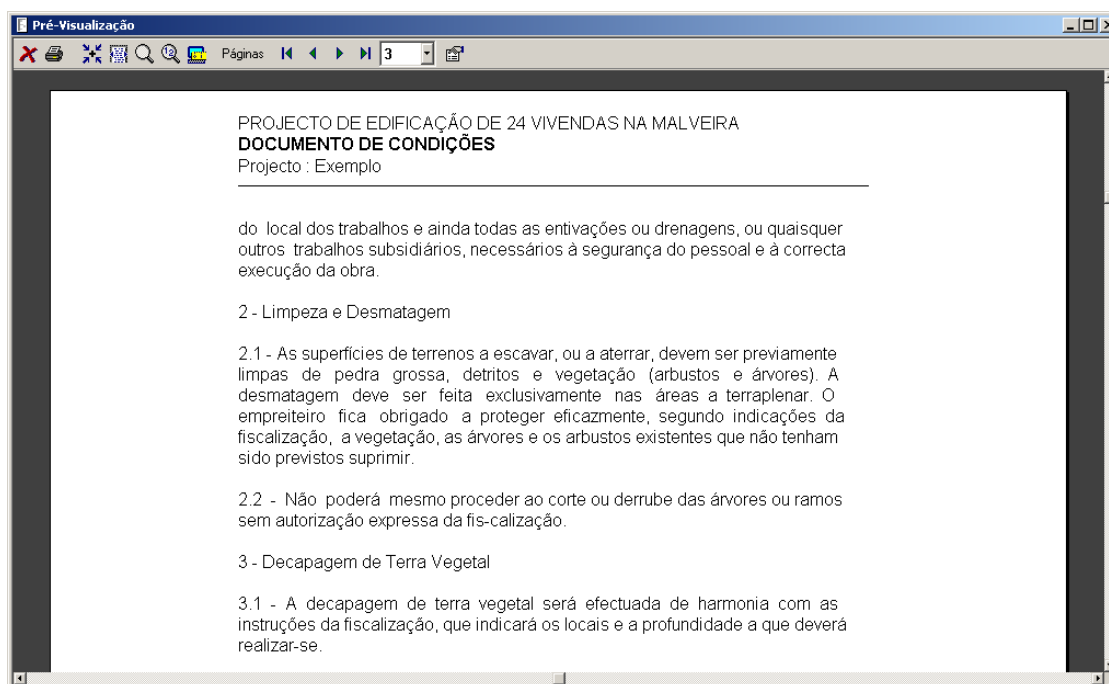 Pré-Visualização
Páginas 3
PROJECTO DE EDIFICAÇÃO DE 24 VIVENDAS NA MALVEIRA
DOCUMENTO DE CONDIÇÕES
Projecto : Exemplo
do local dos trabalhos e ainda todas as entivações ou drenagens, ou quaisquer
outros trabalhos subsidiários, necessários à segurança do pessoal e à correcta
execução da obra.
2 - Limpeza e Desmatagem
2.1 - As superfícies de terrenos a escavar, ou a aterrar, devem ser previamente
limpas de pedra grossa, detritos e vegetação (arbustos e árvores). A
desmatagem deve ser feita exclusivamente nas áreas a terraplenar. O
empreiteiro fica obrigado a proteger eficazmente, segundo indicações da
fiscalização, a vegetação, as árvores e os arbustos existentes que não tenham
sido previstos suprimir.
2.2 - Não poderá mesmo proceder ao corte ou derrube das árvores ou ramos
sem autorização expressa da fis-calização.
3 - Decapagem de Terra Vegetal
3.1 - A decapagem de terra vegetal será efectuada de harmonia com as
instruções da fiscalização, que indicará os locais e a profundidade a que deverá
realizar-se.